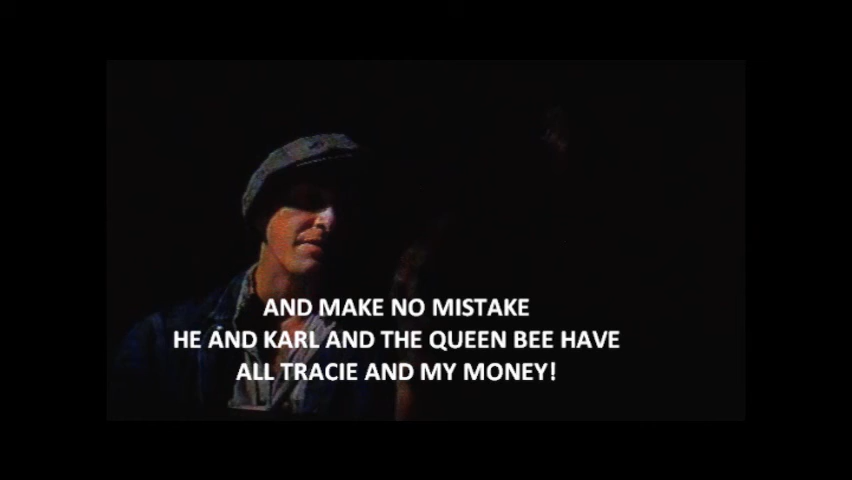 AND MAKE NO MISTAKE
HE AND KARL AND THE QUEEN BEE HAVE
ALL TRACIE AND MY MONEY!